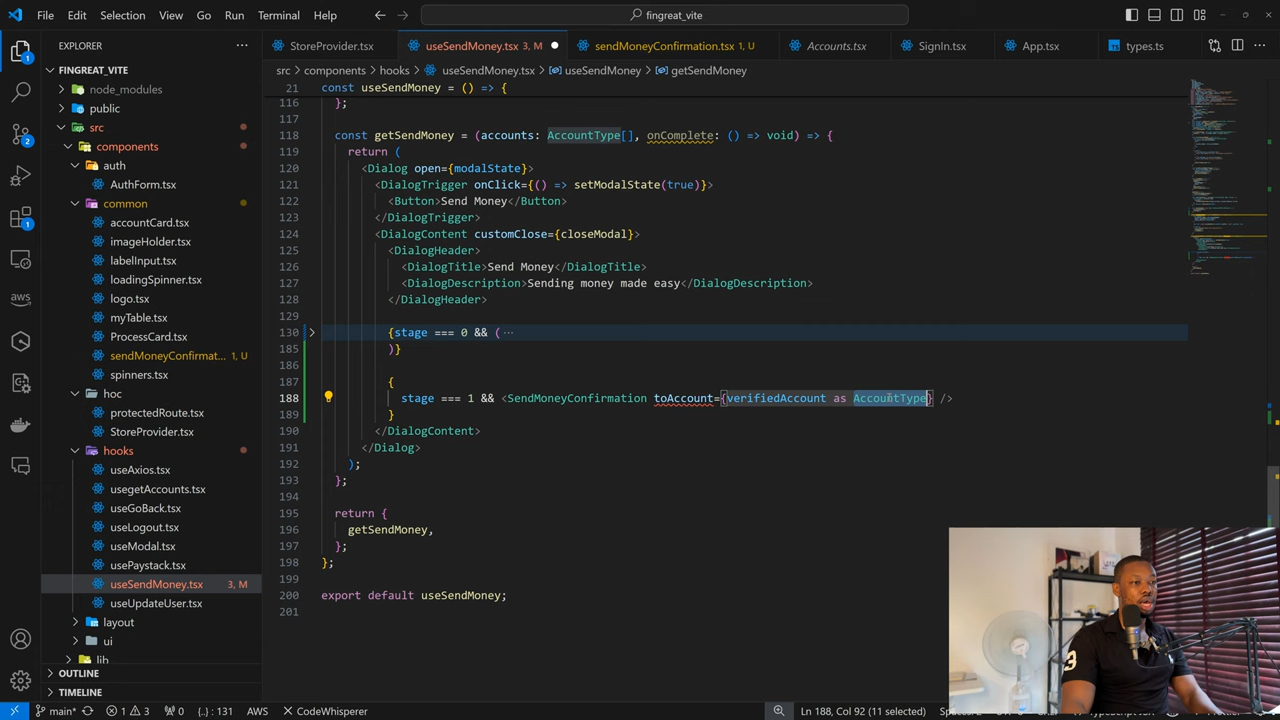 File Edit Selection View Go Run Terminal Help
fingreat_vite
EXPLORER ...
StoreProvider.tsx useSendMoney.tsx 3, M sendMoneyConfirmation.tsx 1, U Accounts.tsx SignIn.tsx App.tsx types.ts
src > components > hooks > useSendMoney.tsx > useSendMoney > getSendMoney
FINGREAT_VITE
node_modules
public
src
components
auth
AuthForm.tsx
common
accountCard.tsx
imageHolder.tsx
labelInput.tsx
loadingSpinner.tsx
logo.tsx
myTable.tsx
ProcessCard.tsx
sendMoneyConfirmat... 1, U
spinners.tsx
hoc
protectedRoute.tsx
StoreProvider.tsx
hooks
useAxios.tsx
usegetAccounts.tsx
useGoBack.tsx
useLogout.tsx
useModal.tsx
usePaystack.tsx
useSendMoney.tsx 3, M
useUpdateUser.tsx
layout
ui
lib
OUTLINE
TIMELINE
21 const useSendMoney = () => {
116 };
117
118 const getSendMoney = (accounts: AccountType[], onComplete: () => void) => {
119 return (
120 <Dialog open={modalState}>
121 <DialogTrigger onClick={() => setModalState(true)}>
122 <Button>Send Money</Button>
123 </DialogTrigger>
124 <DialogContent customClose={closeModal}>
125 <DialogHeader>
126 <DialogTitle>Send Money</DialogTitle>
127 <DialogDescription>Sending money made easy</DialogDescription>
128 </DialogHeader>
129
130 {stage === 0 && ( ...
185 )}
186
187 {
188 stage === 1 && <SendMoneyConfirmation toAccount={verifiedAccount as AccountType} />
189 }
190 </DialogContent>
191 </Dialog>
192 );
193 };
194
195 return {
196 getSendMoney,
197 };
198 };
199
200 export default useSendMoney;
201
main* 1 3 0 {..} : 131 AWS CodeWhisperer Ln 188, Col 92 (11 selected)